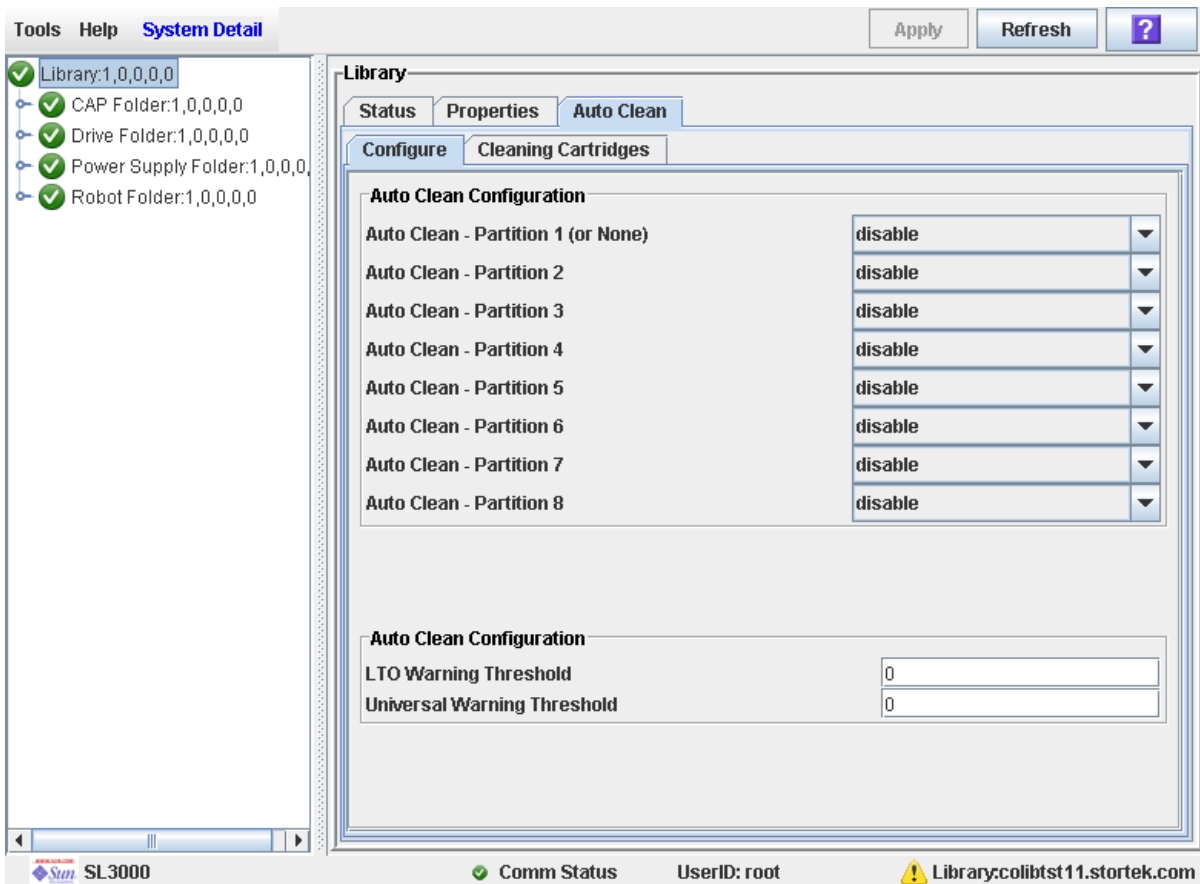 Tools Help System Detail
Apply Refresh ?
Library:1,0,0,0,0
CAP Folder:1,0,0,0,0
Drive Folder:1,0,0,0,0
Power Supply Folder:1,0,0,0,
Robot Folder:1,0,0,0,0
Library
Status Properties Auto Clean
Configure Cleaning Cartridges
Auto Clean Configuration
Auto Clean - Partition 1 (or None) disable
Auto Clean - Partition 2 disable
Auto Clean - Partition 3 disable
Auto Clean - Partition 4 disable
Auto Clean - Partition 5 disable
Auto Clean - Partition 6 disable
Auto Clean - Partition 7 disable
Auto Clean - Partition 8 disable
Auto Clean Configuration
LTO Warning Threshold 0
Universal Warning Threshold 0
Sun SL3000 Comm Status UserID: root Library:colibtst11.stortek.com